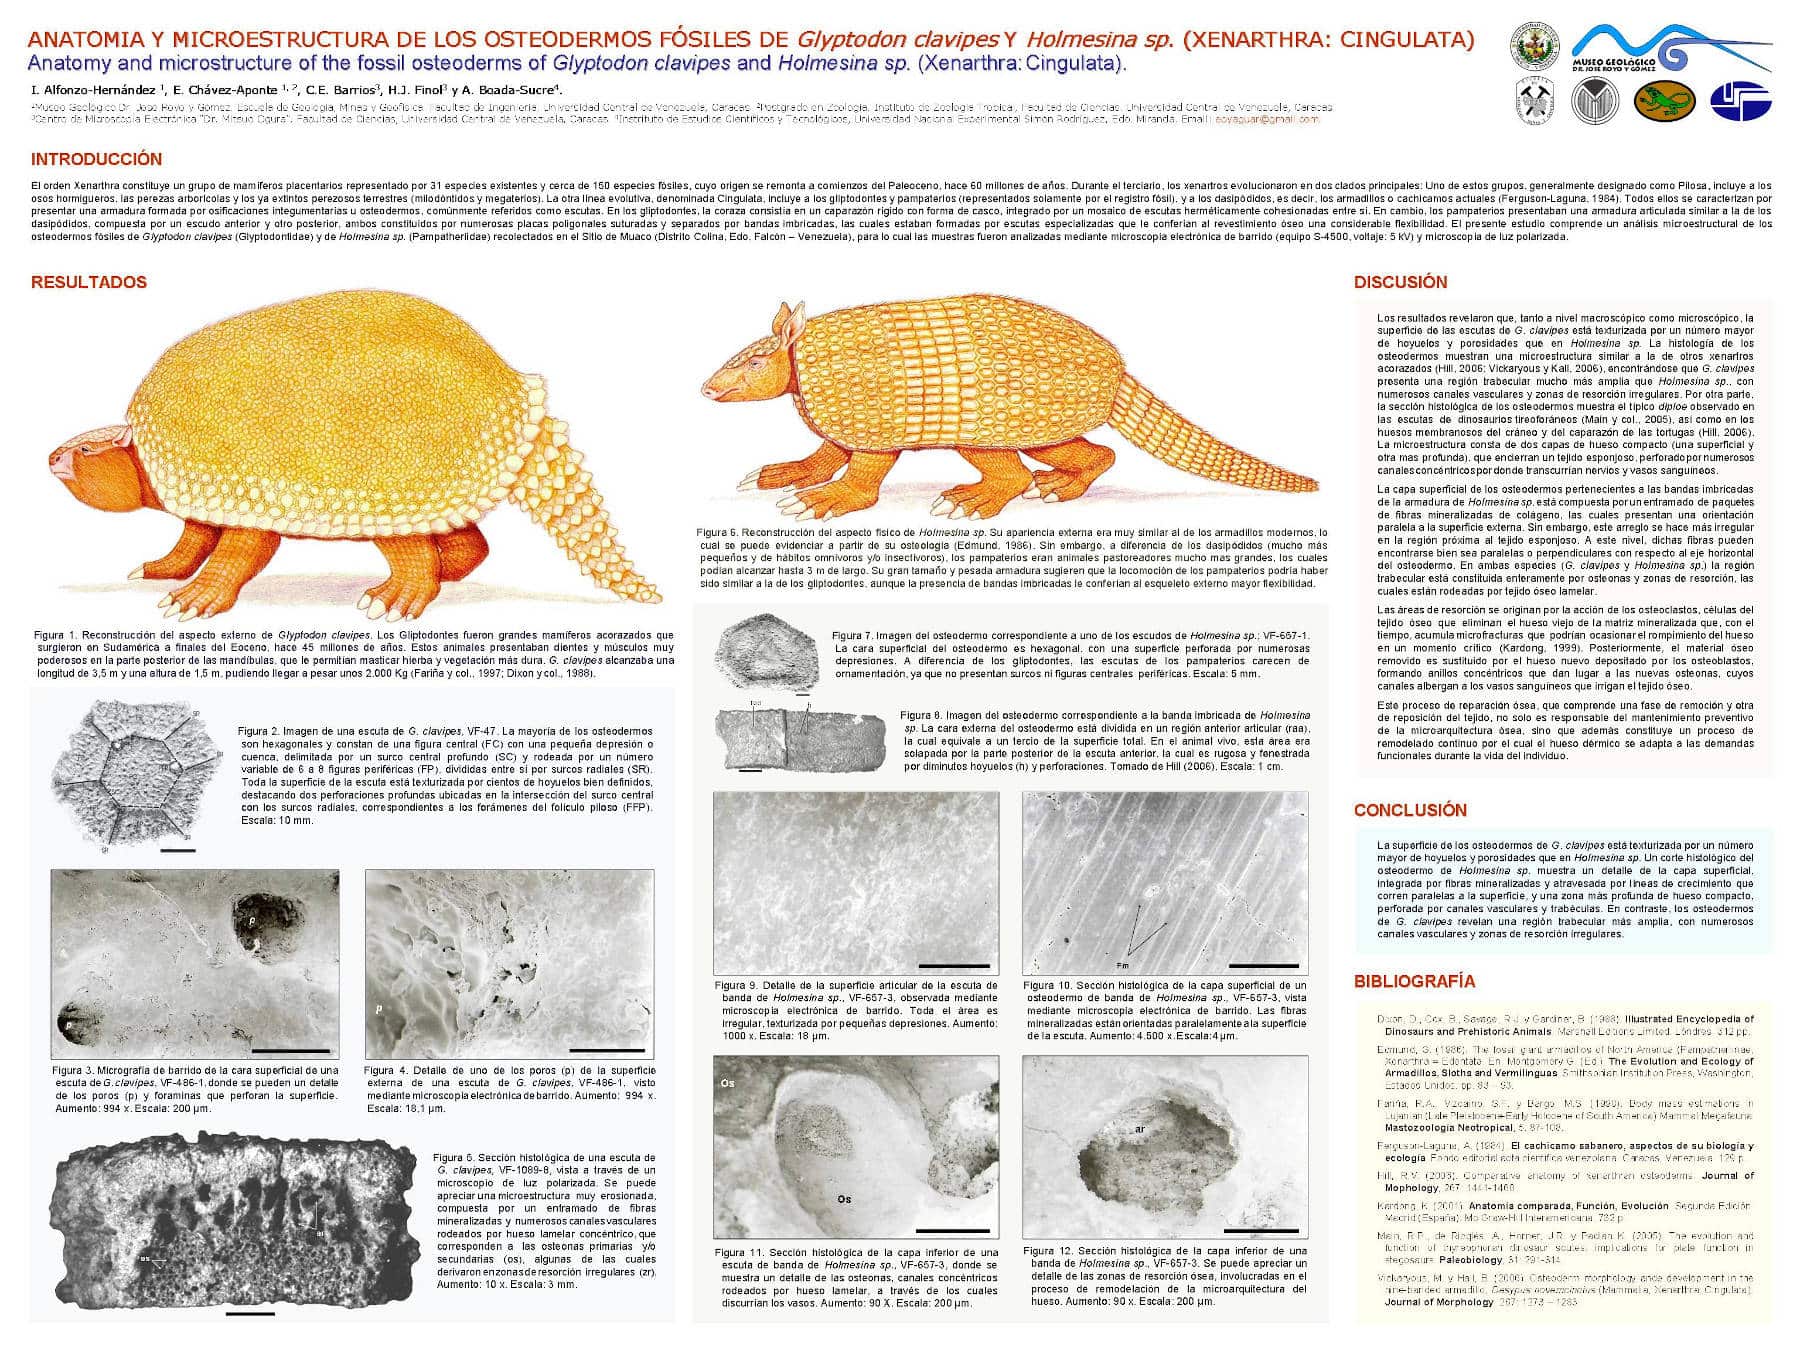 ANATOMIA Y MICROESTRUCTURA DE LOS OSTEODERMOS FÓSILES DE Glyptodon clavipes Y Holmesina sp. (XENARTHRA: CINGULATA)
Anatomy and microstructure of the fossil osteoderms of Glyptodon clavipes and Holmesina sp. (Xenarthra: Cingulata).
I. Alfonzo-Hernández 1, E. Chávez-Aponte 1, 2, C.E. Barrios3, H.J. Finol3 y A. Boada-Sucre4.
1Museo Geológico Dr. José Royo y Gómez, Escuela de Geología, Minas y Geofísica, Facultad de Ingeniería, Universidad Central de Venezuela, Caracas. 2Postgrado en Zoología, Instituto de Zoología Tropical, Facultad de Ciencias, Universidad Central de Venezuela, Caracas
3Centro de Microscopía Electrónica "Dr. Mitsuo Ogura", Facultad de Ciencias, Universidad Central de Venezuela, Caracas. 4Instituto de Estudios Científicos y Tecnológicos, Universidad Nacional Experimental Simón Rodríguez, Edo. Miranda. Email:
MUSEO GEOLÓGICO
DR. JOSE ROYO Y GÓMEZ
INTRODUCCIÓN
El orden Xenarthra constituye un grupo de mamíferos placentarios representado por 31 especies existentes y cerca de 150 especies fósiles, cuyo origen se remonta a comienzos del Paleoceno, hace 60 millones de años. Durante el terciario, los xenartros evolucionaron en dos clados principales: Uno de estos grupos, generalmente designado como Pilosa, incluye a los
osos hormigueros, las perezas arborícolas y los ya extintos perezosos terrestres (milodóntidos y megaterios). La otra línea evolutiva, denominada Cingulata, incluye a los gliptodontes y pampaterios (representados solamente por el registro fósil), y a los dasipódidos, es decir, los armadillos o cachicamos actuales (Ferguson-Laguna, 1984). Todos ellos se caracterizan por
presentar una armadura formada por osificaciones integumentarias u osteodermos, comúnmente referidos como escutas. En los gliptodontes, la coraza consistía en un caparazón rígido con forma de casco, integrado por un mosaico de escutas herméticamente cohesionadas entre sí. En cambio, los pampaterios presentaban una armadura articulada similar a la de los
dasipódidos, compuesta por un escudo anterior y otro posterior, ambos constituidos por numerosas placas poligonales suturadas y separados por bandas imbricadas, las cuales estaban formadas por escutas especializadas que le conferían al revestimiento óseo una considerable flexibilidad. El presente estudio comprende un análisis microestructural de los
osteodermos fósiles de Glyptodon clavipes (Glyptodontidae) y de Holmesina sp. (Pampatheriidae) recolectados en el Sitio de Muaco (Distrito Colina, Edo. Falcón – Venezuela), para lo cual las muestras fueron analizadas mediante microscopía electrónica de barrido (equipo S-4500, voltaje: 5 kV) y microscopía de luz polarizada.
RESULTADOS
Figura 1. Reconstrucción del aspecto externo de Glyptodon clavipes. Los Gliptodontes fueron grandes mamíferos acorazados que
surgieron en Sudamérica a finales del Eoceno, hace 45 millones de años. Estos animales presentaban dientes y músculos muy
poderosos en la parte posterior de las mandíbulas, que le permitían masticar hierba y vegetación más dura. G. clavipes alcanzaba una
longitud de 3,5 m y una altura de 1,5 m, pudiendo llegar a pesar unos 2.000 Kg (Fariña y col., 1997; Dixon y col., 1988).
SR
Figura 2. Imagen de una escuta de G. clavipes, VF-47. La mayoría de los osteodermos
son hexagonales y constan de una figura central (FC) con una pequeña depresión o
cuenca, delimitada por un surco central profundo (SC) y rodeada por un número
variable de 6 a 8 figuras periféricas (FP), divididas entre sí por surcos radiales (SR).
Toda la superficie de la escuta está texturizada por cientos de hoyuelos bien definidos,
destacando dos perforaciones profundas ubicadas en la intersección del surco central
con los surcos radiales, correspondientes a los forámenes del folículo piloso (FFP).
Escala: 10 mm.
p
p
p
Figura 3. Micrografía de barrido de la cara superficial de una
escuta de G. clavipes, VF-486-1, donde se pueden un detalle
de los poros (p) y foraminas que perforan la superficie.
Aumento: 994 x. Escala: 200 µm.
Figura 4. Detalle de uno de los poros (p) de la superficie
externa de una escuta de G. clavipes, VF-486-1, visto
mediante microscopía electrónica de barrido. Aumento: 994 x.
Escala: 18,1 µm.
os
Figura 5. Sección histológica de una escuta de
G. clavipes, VF-1089-8, vista a través de un
microscopio de luz polarizada. Se puede
apreciar una microestructura muy erosionada,
compuesta por un entramado de fibras
mineralizadas y numerosos canales vasculares
rodeados por hueso lamelar concéntrico, que
corresponden a las osteonas primarias y/o
secundarias (os), algunas de las cuales
derivaron en zonas de resorción irregulares (zr).
Aumento: 10 x. Escala: 3 mm.
Figura 6. Reconstrucción del aspecto físico de Holmesina sp. Su apariencia externa era muy similar al de los armadillos modernos, lo
cual se puede evidenciar a partir de su osteología (Edmund, 1986). Sin embargo, a diferencia de los dasipódidos (mucho más
pequeños y de hábitos omnívoros y/o insectívoros), los pampaterios eran animales pastoreadores mucho mas grandes, los cuales
podían alcanzar hasta 3 m de largo. Su gran tamaño y pesada armadura sugieren que la locomoción de los pampaterios podría haber
sido similar a la de los gliptodontes, aunque la presencia de bandas imbricadas le conferían al esqueleto externo mayor flexibilidad.
Figura 7. Imagen del osteodermo correspondiente a uno de los escudos de Holmesina sp.; VF-657-1.
La cara superficial del osteodermo es hexagonal, con una superficie perforada por numerosas
depresiones. A diferencia de los gliptodontes, las escutas de los pampaterios carecen de
ornamentación, ya que no presentan surcos ni figuras centrales periféricas. Escala: 5 mm.
h
Figura 8. Imagen del osteodermo correspondiente a la banda imbricada de Holmesina
sp. La cara externa del osteodermo está dividida en un región anterior articular (raa),
la cual equivale a un tercio de la superficie total. En el animal vivo, esta área era
solapada por la parte posterior de la escuta anterior, la cual es rugosa y fenestrada
por diminutos hoyuelos (h) y perforaciones. Tomado de Hill (2006). Escala: 1 cm.
Fm
Figura 9. Detalle de la superficie articular de la escuta de
banda de Holmesina sp., VF-657-3, observada mediante
microscopía electrónica de barrido. Toda el área es
irregular, texturizada por pequeñas depresiones. Aumento:
1000 x. Escala: 18 µm.
Figura 10. Sección histológica de la capa superficial de un
osteodermo de banda de Holmesina sp., VF-657-3, vista
mediante microscopía electrónica de barrido. Las fibras
mineralizadas están orientadas paralelamente a la superficie
de la escuta. Aumento: 4.500 x. Escala: 4 µm.
Os
Os
ar
Figura 11. Sección histológica de la capa inferior de una
escuta de banda de Holmesina sp., VF-657-3, donde se
muestra un detalle de las osteonas, canales concéntricos
rodeados por hueso lamelar, a través de los cuales
discurrían los vasos. Aumento: 90 X. Escala: 200 µm.
Figura 12. Sección histológica de la capa inferior de una
banda de Holmesina sp., VF-657-3. Se puede apreciar un
detalle de las zonas de resorción ósea, involucradas en el
proceso de remodelación de la microarquitectura del
hueso. Aumento: 90 x. Escala: 200 µm.
DISCUSIÓN
Los resultados revelaron que, tanto a nivel macroscópico como microscópico, la
superficie de las escutas de G. clavipes está texturizada por un número mayor
de hoyuelos y porosidades que en Holmesina sp. La histología de los
osteodermos muestran una microestructura similar a la de otros xenartros
acorazados (Hill, 2006; Vickaryous y Kall, 2006), encontrándose que G. clavipes
presenta una región trabecular mucho más amplia que Holmesina sp., con
numerosos canales vasculares y zonas de resorción irregulares. Por otra parte,
la sección histológica de los osteodermos muestra el típico diploe observado en
las escutas de dinosaurios tireoforáneos (Main y col., 2005), así como en los
huesos membranosos del cráneo y del caparazón de las tortugas (Hill, 2006).
La microestructura consta de dos capas de hueso compacto (una superficial y
otra mas profunda), que encierran un tejido esponjoso, perforado por numerosos
canales concéntricos por donde transcurrían nervios y vasos sanguíneos.
La capa superficial de los osteodermos pertenecientes a las bandas imbricadas
de la armadura de Holmesina sp. está compuesta por un entramado de paquetes
de fibras mineralizadas de colágeno, las cuales presentan una orientación
paralela a la superficie externa. Sin embargo, este arreglo se hace más irregular
en la región próxima al tejido esponjoso. A este nivel, dichas fibras pueden
encontrarse bien sea paralelas o perpendiculares con respecto al eje horizontal
del osteodermo. En ambas especies (G. clavipes y Holmesina sp.) la región
trabecular está constituida enteramente por osteonas y zonas de resorción, las
cuales están rodeadas por tejido óseo lamelar.
Las áreas de resorción se originan por la acción de los osteoclastos, células del
tejido óseo que eliminan el hueso viejo de la matriz mineralizada que, con el
tiempo, acumula microfracturas que podrían ocasionar el rompimiento del hueso
en un momento crítico (Kardong, 1999). Posteriormente, el material óseo
removido es sustituido por el hueso nuevo depositado por los osteoblastos,
formando anillos concéntricos que dan lugar a las nuevas osteonas, cuyos
canales albergan a los vasos sanguíneos que irrigan el tejido óseo.
Este proceso de reparación ósea, que comprende una fase de remoción y otra
de reposición del tejido, no solo es responsable del mantenimiento preventivo
de la microarquitectura ósea, sino que además constituye un proceso de
remodelado continuo por el cual el hueso dérmico se adapta a las demandas
funcionales durante la vida del individuo.
CONCLUSIÓN
La superficie de los osteodermos de G. clavipes está texturizada por un número
mayor de hoyuelos y porosidades que en Holmesina sp. Un corte histológico del
osteodermo de Holmesina sp. muestra un detalle de la capa superficial,
integrada por fibras mineralizadas y atravesada por líneas de crecimiento que
corren paralelas a la superficie, y una zona más profunda de hueso compacto,
perforada por canales vasculares y trabéculas. En contraste, los osteodermos
de G. clavipes revelan una región trabecular más amplia, con numerosos
canales vasculares y zonas de resorción irregulares.
BIBLIOGRAFÍA
Dixon, D., Cox, B., Savage, R.J. y Gardiner, B. (1988). Illustrated Encyclopedia of
Dinosaurs and Prehistoric Animals. Marshall Editions Limited. Londres. 312 pp.
Edmund, G. (1986). The fossil giant armadillos of North America (Pampatheriinae,
Xenarthra = Edentata. En: Montgomery G. (Ed.). The Evolution and Ecology of
Armadillos, Sloths and Vermilinguas. Smithsonian Institution Press, Washington,
Estados Unidos. pp. 83 – 93.
Fariña, R.A., Vizcaíno, S.F. y Bargo, M.S. (1998). Body mass estimations in
Lujanian (Late Pleistocene-Early Holocene of South America) Mammal Megafauna.
Mastozoología Neotropical, 5: 87-108.
Ferguson-Laguna, A. (1984). El cachicamo sabanero, aspectos de su biología y
ecología. Fondo editorial acta científica venezolana. Caracas, Venezuela. 129 p.
Hill, R.V. (2006). Comparative anatomy of xenarthran osteoderms. Journal of
Mophology, 267: 1441-1460.
Kardong, K. (2001). Anatomía comparada, Función, Evolución. Segunda Edición.
Madrid (España): Mc Graw-Hill Interamericana. 782 p.
Main, R.P., de Ricqlès, A., Horner, J.R. y Padian K. (2005). The evolution and
function of thyreophoran dinosaur scutes: implications for plate function in
stegosaurs. Paleobiology, 31: 291-314.
Vickaryous, M. y Hall, B. (2006). Osteoderm morphology and development in the
nine-banded armadillo, Dasypus novemcinctus (Mammalia, Xenarthra, Cingulata).
Journal of Morphology, 267: 1273 – 1283.